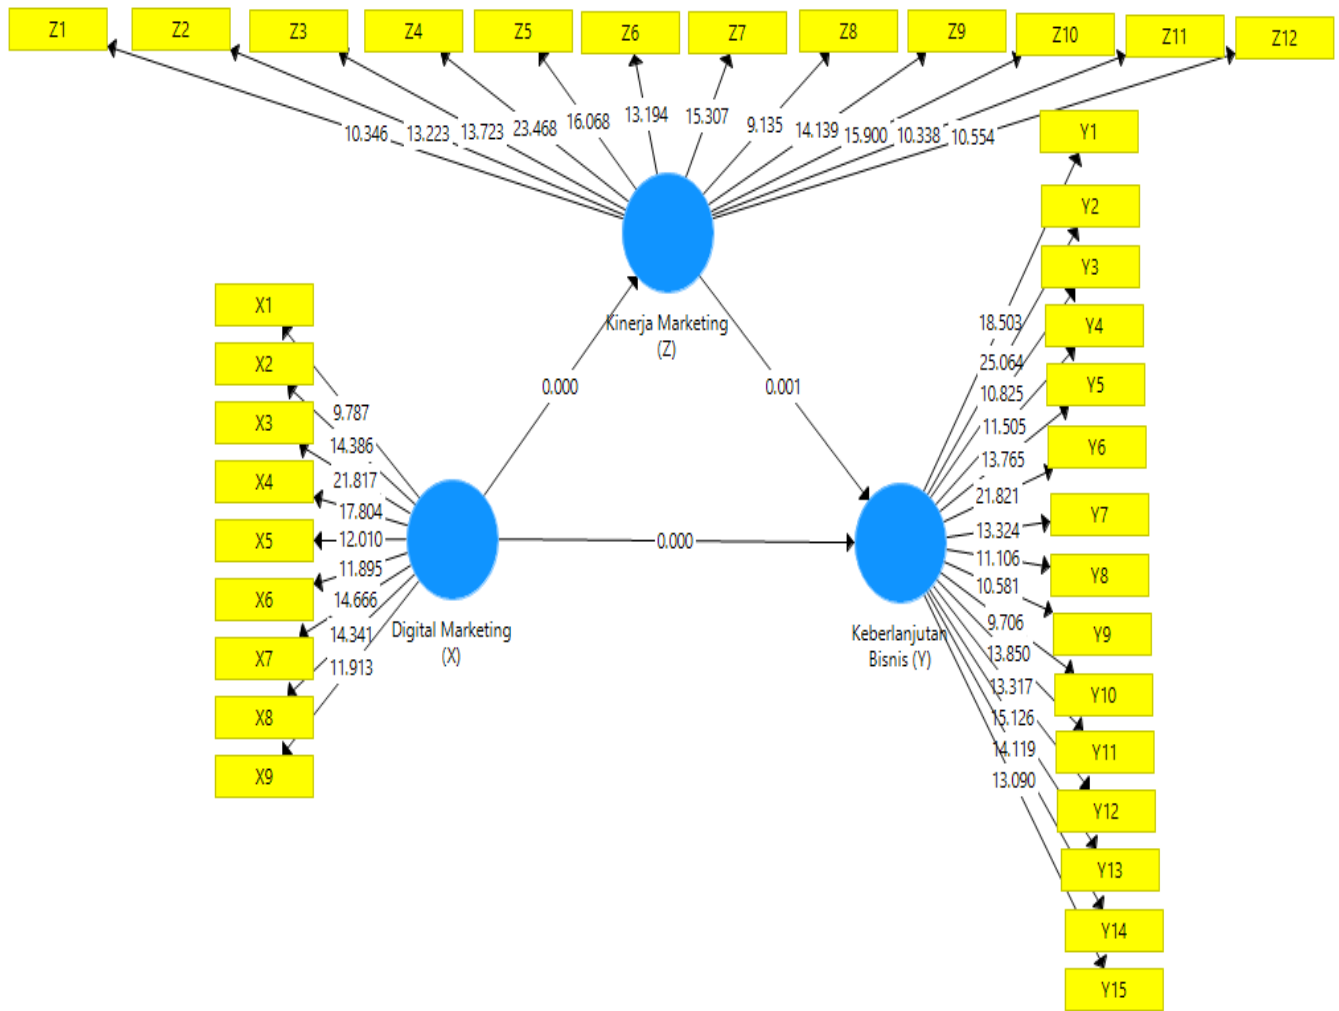 Z1
Z2
Z3
Z4
Z5
Z6
Z7
Z8
Z9
Z10
Z11
Z12
10.346
13.223
13.723
23.468
16.068
13.194
15.307
9.135
14.139
15.900
10.338
10.554
Kinerja Marketing
(Z)
0.000
0.001
0.000
X1
X2
X3
X4
X5
X6
X7
X8
X9
9.787
14.386
21.817
17.804
12.010
11.895
14.666
14.341
11.913
Digital Marketing
(X)
Keberlanjutan
Bisnis (Y)
18.503
25.064
10.825
11.505
13.765
21.821
13.324
11.106
10.581
9.706
13.850
13.317
15.126
14.119
13.090
Y1
Y2
Y3
Y4
Y5
Y6
Y7
Y8
Y9
Y10
Y11
Y12
Y13
Y14
Y15